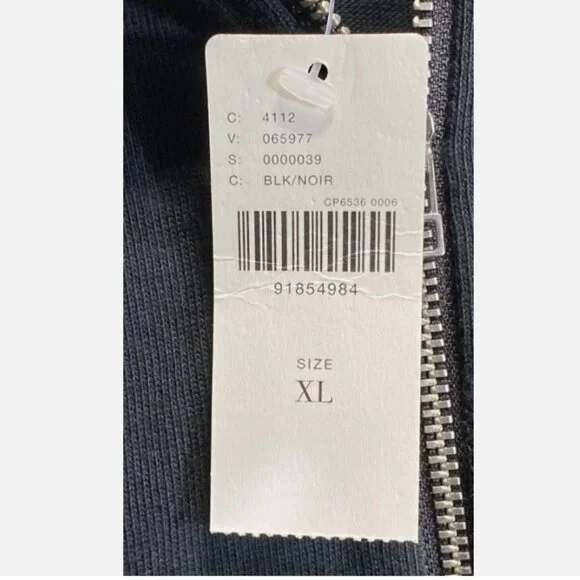 C: 4112
V: 065977
S: 0000039
C: BLK/NOIR
CP6536 0006
91854984
SIZE
XL